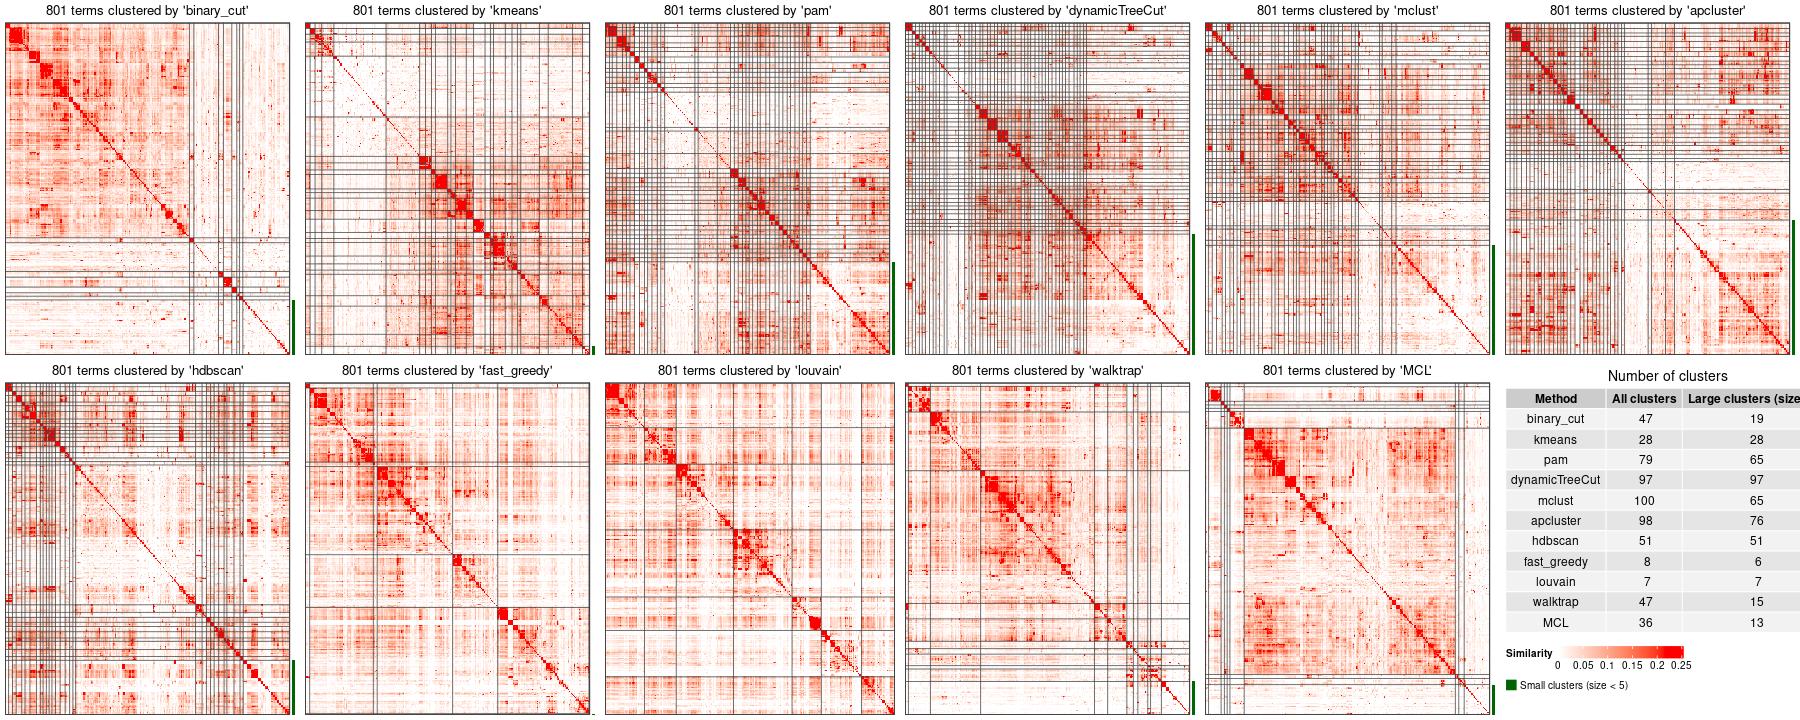 801 terms clustered by 'binary_cut'
801 terms clustered by 'kmeans'
801 terms clustered by 'pam'
801 terms clustered by 'dynamicTreeCut'
801 terms clustered by 'mclust'
801 terms clustered by 'apcluster'
801 terms clustered by 'hdbscan'
801 terms clustered by 'fast_greedy'
801 terms clustered by 'louvain'
801 terms clustered by 'walktrap'
801 terms clustered by 'MCL'
Number of clusters
Method All clusters Large clusters (size
binary_cut 47 19
kmeans 28 28
pam 79 65
dynamicTreeCut 97 97
mclust 100 65
apcluster 98 76
hdbscan 51 51
fast_greedy 8 6
louvain 7 7
walktrap 47 15
MCL 36 13
Similarity
0 0.05 0.1 0.15 0.2 0.25
Small clusters (size < 5)